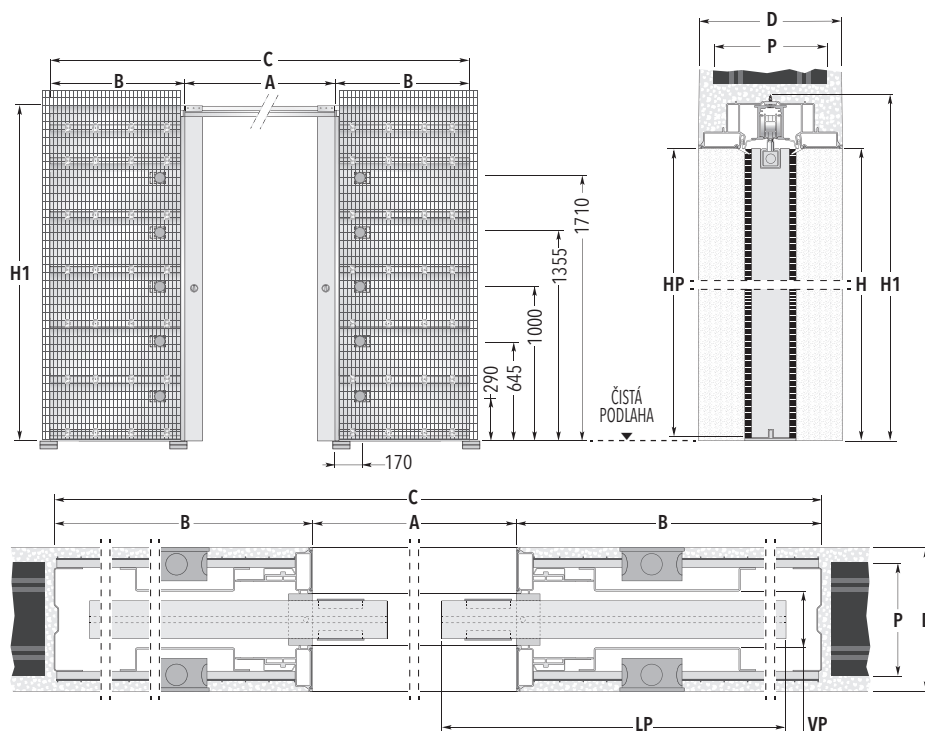 C
B A B
H1
1710
1355
1000
645
290
170
ČISTÁ
PODLAHA
D
P
HP
H
H1
C
B A B
P
LP
VP